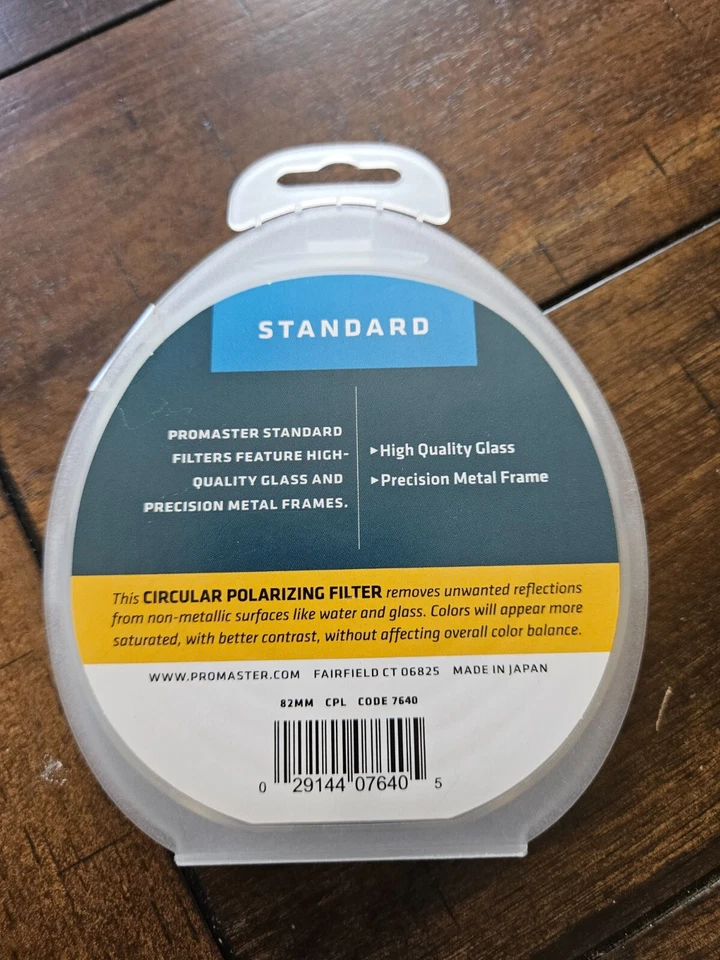 STANDARD
PROMASTER STANDARD
FILTERS FEATURE HIGH-
QUALITY GLASS AND
PRECISION METAL FRAMES.
▸High Quality Glass
▸Precision Metal Frame
This CIRCULAR POLARIZING FILTER removes unwanted reflections
from non-metallic surfaces like water and glass. Colors will appear more
saturated, with better contrast, without affecting overall color balance.
WWW.PROMASTER.COM FAIRFIELD CT 06825 MADE IN JAPAN
82MM CPL CODE 7640
0 29144 07640 5